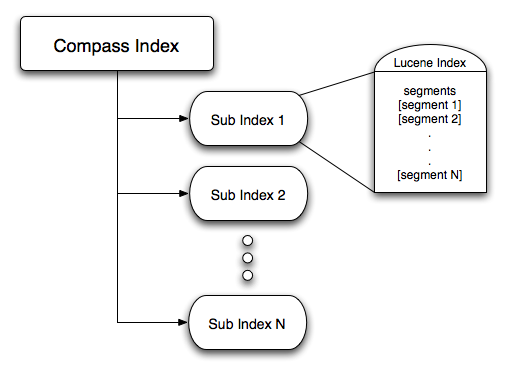 Compass Index
Lucene Index
segments
[segment 1]
[segment 2]
.
.
.
[segment N]
Sub Index 1
Sub Index 2
Sub Index N